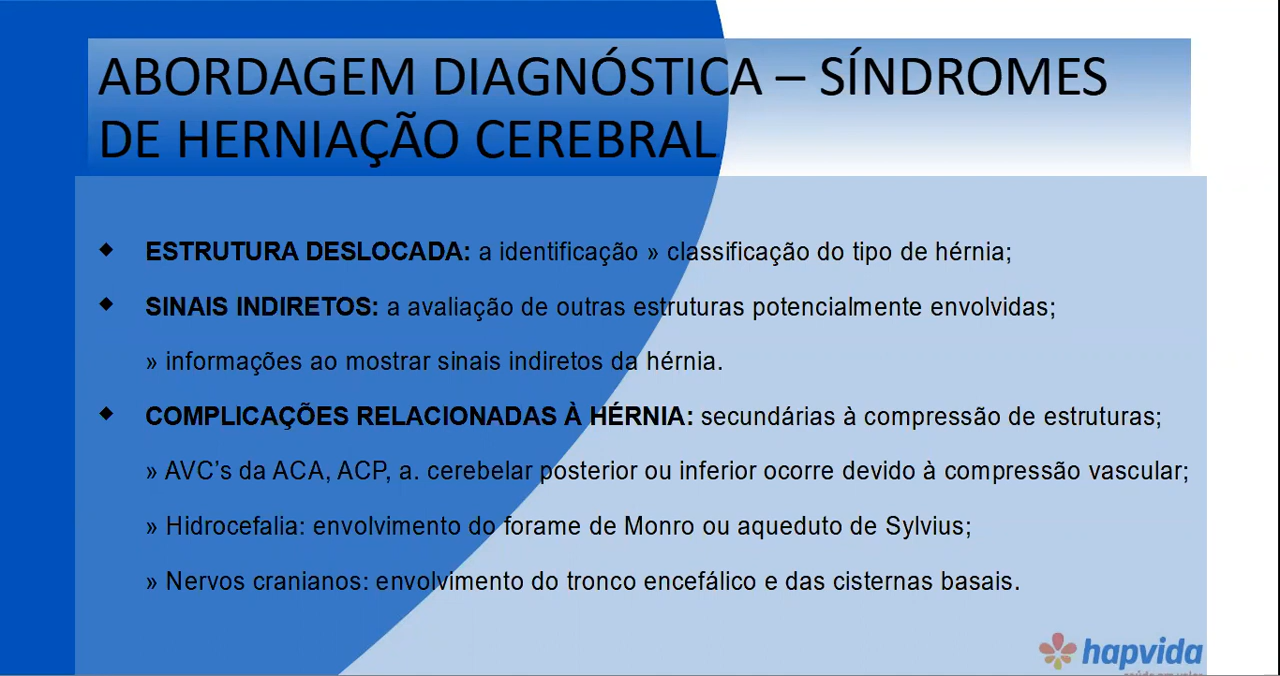 ABORDAGEM DIAGNÓSTICA – SÍNDROMES
DE HERNIAÇÃO CEREBRAL
◆ ESTRUTURA DESLOCADA: a identificação » classificação do tipo de hérnia;
◆ SINAIS INDIRETOS: a avaliação de outras estruturas potencialmente envolvidas;
» informações ao mostrar sinais indiretos da hérnia.
◆ COMPLICAÇÕES RELACIONADAS À HÉRNIA: secundárias à compressão de estruturas;
» AVC's da ACA, ACP, a. cerebelar posterior ou inferior ocorre devido à compressão vascular;
» Hidrocefalia: envolvimento do forame de Monro ou aqueduto de Sylvius;
» Nervos cranianos: envolvimento do tronco encefálico e das cisternas basais.
hapvida